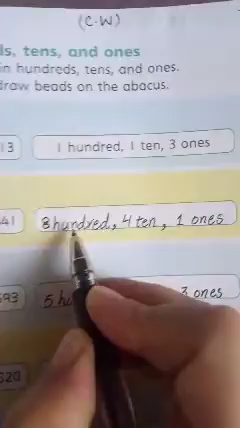 (C.W)
ls, tens, and ones
in hundreds, tens, and ones.
draw beads on the abacus.
13 1 hundred, 1 ten, 3 ones
41 8 hundred, 4 ten, 1 ones
593 5 hu 3 ones
520